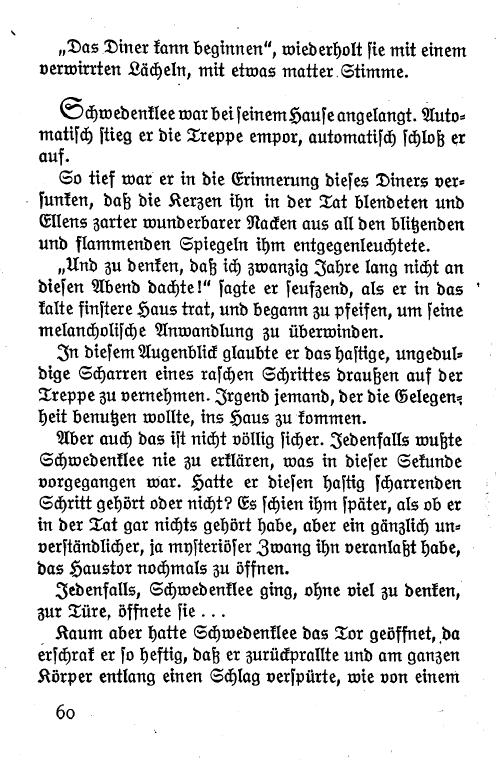 „Das Diner kann beginnen“, wiederholt sie mit einem
verwirrten Lächeln, mit etwas matter Stimme.
Schwedenklee war bei seinem Hause angelangt. Auto-
matisch stieg er die Treppe empor, automatisch schloß er
auf.
So tief war er in die Erinnerung dieses Diners ver-
sunken, daß die Kerzen ihn in der Tat blendeten und
Ellens zarter wunderbarer Nacken aus all den blitzenden
und flammenden Spiegeln ihm entgegenleuchtete.
„Und zu denken, daß ich zwanzig Jahre lang nicht an
diesen Abend dachte!“ sagte er seufzend, als er in das
kalte finstere Haus trat, und begann zu pfeifen, um seine
melancholische Anwandlung zu überwinden.
In diesem Augenblick glaubte er das hastige, ungedul-
dige Scharren eines raschen Schrittes draußen auf der
Treppe zu vernehmen. Irgend jemand, der die Gelegen-
heit benutzen wollte, ins Haus zu kommen.
Aber auch das ist nicht völlig sicher. Jedenfalls wußte
Schwedenklee nie zu erklären, was in dieser Sekunde
vorgegangen war. Hatte er diesen hastig scharrenden
Schritt gehört oder nicht? Es schien ihm später, als ob er
in der Tat gar nichts gehört habe, aber ein gänzlich un-
verständlicher, ja mysteriöser Zwang ihn veranlaßt habe,
das Haustor nochmals zu öffnen.
Jedenfalls, Schwedenklee ging, ohne viel zu denken,
zur Türe, öffnete sie ...
Kaum aber hatte Schwedenklee das Tor geöffnet, da
erschrak er so heftig, daß er zurückprallte und am ganzen
Körper entlang einen Schlag verspürte, wie von einem
60